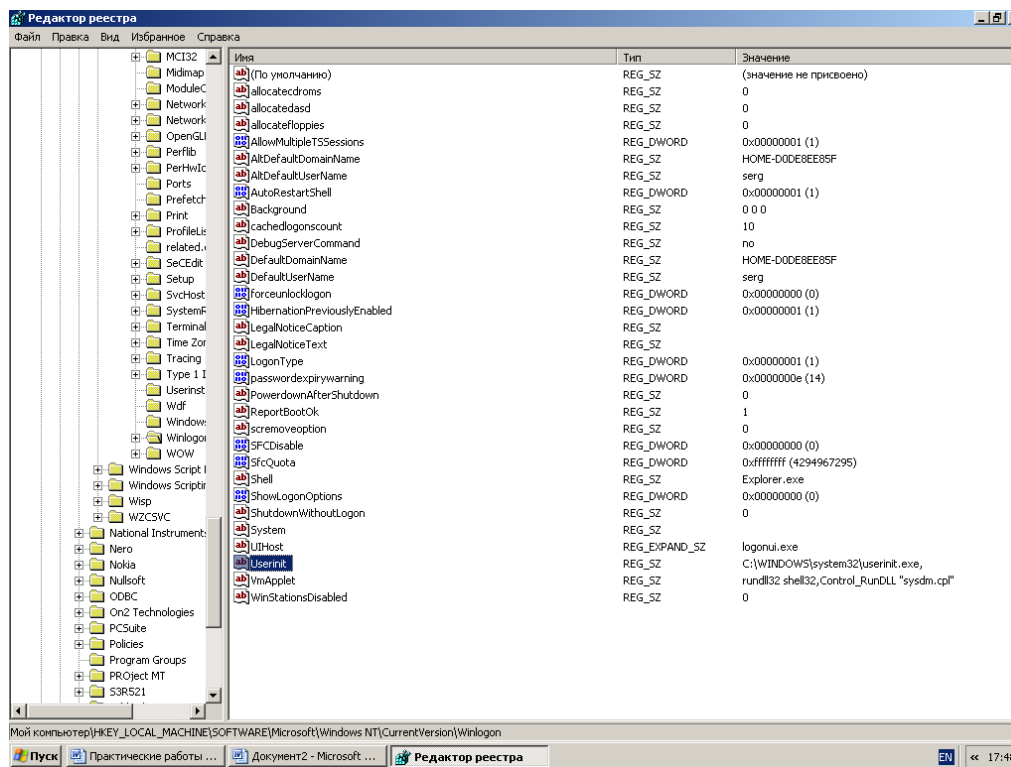 Редактор реестра
Файл Правка Вид Избранное Справка
MCI32
Midimap
ModuleC
Network
Network
OpenGLI
Perflib
PerHwIc
Ports
Prefetch
Print
ProfileLis
related.
SeCEdit
Setup
SvcHost
SystemR
Terminal
Time Zor
Tracing
Type 1 I
Userinst
Wdf
Window
Winlogo
WOW
Windows Script
Windows Scriptir
Wisp
WZCSVC
National Instrument
Nero
Nokia
Nullsoft
ODBC
On2 Technologies
PCSuite
Policies
Program Groups
PROject MT
S3R521
Имя Тип Значение
(По умолчанию) REG_SZ (значение не присвоено)
allocatecdroms REG_SZ 0
allocatedasd REG_SZ 0
allocatefloppies REG_SZ 0
AllowMultipleTSSessions REG_DWORD 0x00000001 (1)
AltDefaultDomainName REG_SZ HOME-D0DE8EE85F
AltDefaultUserName REG_SZ serg
AutoRestartShell REG_DWORD 0x00000001 (1)
Background REG_SZ 0 0 0
cachedlogonscount REG_SZ 10
DebugServerCommand REG_SZ no
DefaultDomainName REG_SZ HOME-D0DE8EE85F
DefaultUserName REG_SZ serg
forceunlocklogon REG_DWORD 0x00000000 (0)
HibernationPreviouslyEnabled REG_DWORD 0x00000001 (1)
LegalNoticeCaption REG_SZ
LegalNoticeText REG_SZ
LogonType REG_DWORD 0x00000001 (1)
passwordexpirywarning REG_DWORD 0x0000000e (14)
PowerdownAfterShutdown REG_SZ 0
ReportBootOk REG_SZ 1
scremoveoption REG_SZ 0
SFCDisable REG_DWORD 0x00000000 (0)
SfcQuota REG_DWORD 0xffffffff (4294967295)
Shell REG_SZ Explorer.exe
ShowLogonOptions REG_DWORD 0x00000000 (0)
ShutdownWithoutLogon REG_SZ 0
System REG_SZ
UIHost REG_EXPAND_SZ logonui.exe
Userinit REG_SZ C:\WINDOWS\system32\userinit.exe,
VmApplet REG_SZ rundll32 shell32,Control_RunDLL "sysdm.cpl"
WinStationsDisabled REG_SZ 0
Мой компьютер\HKEY_LOCAL_MACHINE\SOFTWARE\Microsoft\Windows NT\CurrentVersion\Winlogon
Пуск Практические работы ... Документ2 - Microsoft ... Редактор реестра EN « 17:48